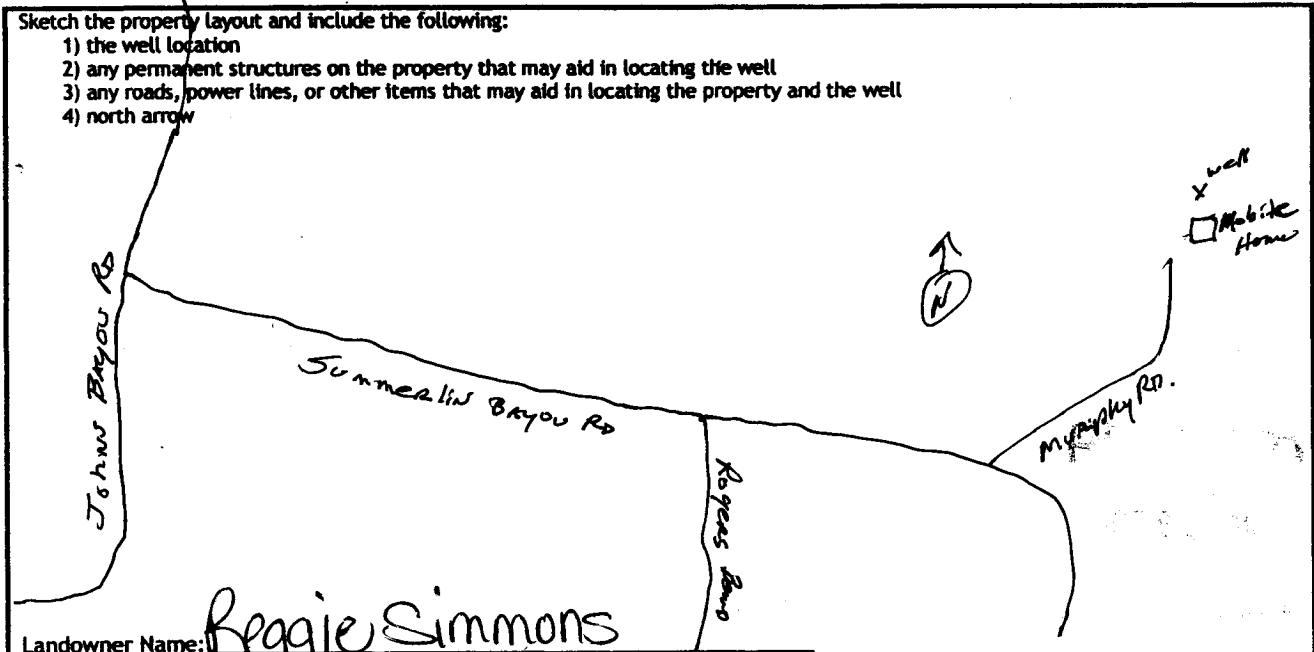 Sketch the property layout and include the following:
1) the well location
2) any permanent structures on the property that may aid in locating the well
3) any roads, power lines, or other items that may aid in locating the property and the well
4) north arrow
well
X
Mobile
Home
N
Johns Bayou RD
Summerlin Bayou RD
Murphy RD.
Rogers Road
Landowner Name: Reggie Simmons